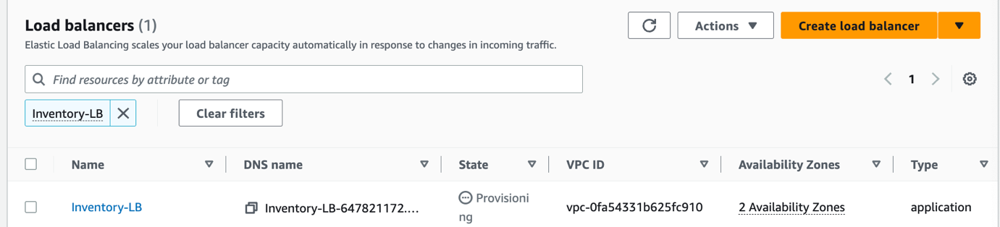 Load balancers (1)
Actions
Create load balancer
Elastic Load Balancing scales your load balancer capacity automatically in response to changes in incoming traffic.
Find resources by attribute or tag
1
Inventory-LB
Clear filters
Name DNS name State VPC ID Availability Zones Type
Inventory-LB Inventory-LB-647821172.... Provisioni vpc-0fa54331b625fc910 2 Availability Zones application
ng